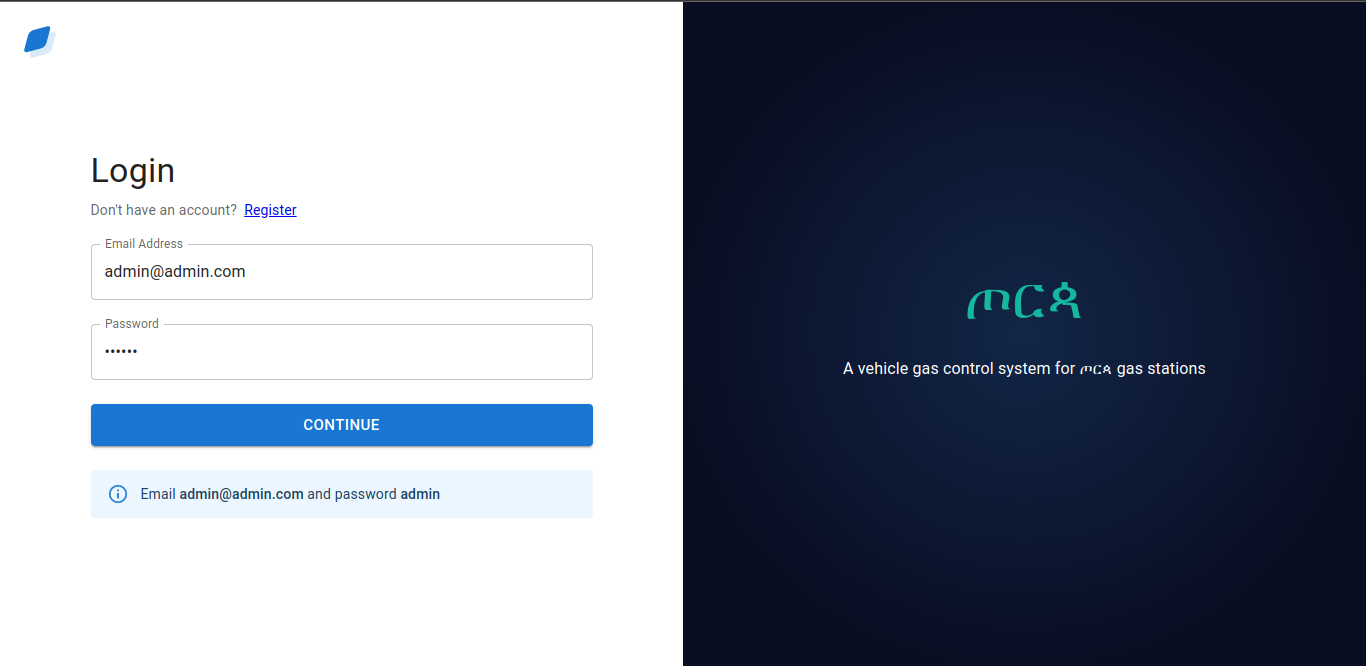 Login
Don't have an account? Register
Email Address
admin@admin.com
Password
••••••
CONTINUE
Email admin@admin.com and password admin
ጦርጳ
A vehicle gas control system for ጦርጳ gas stations